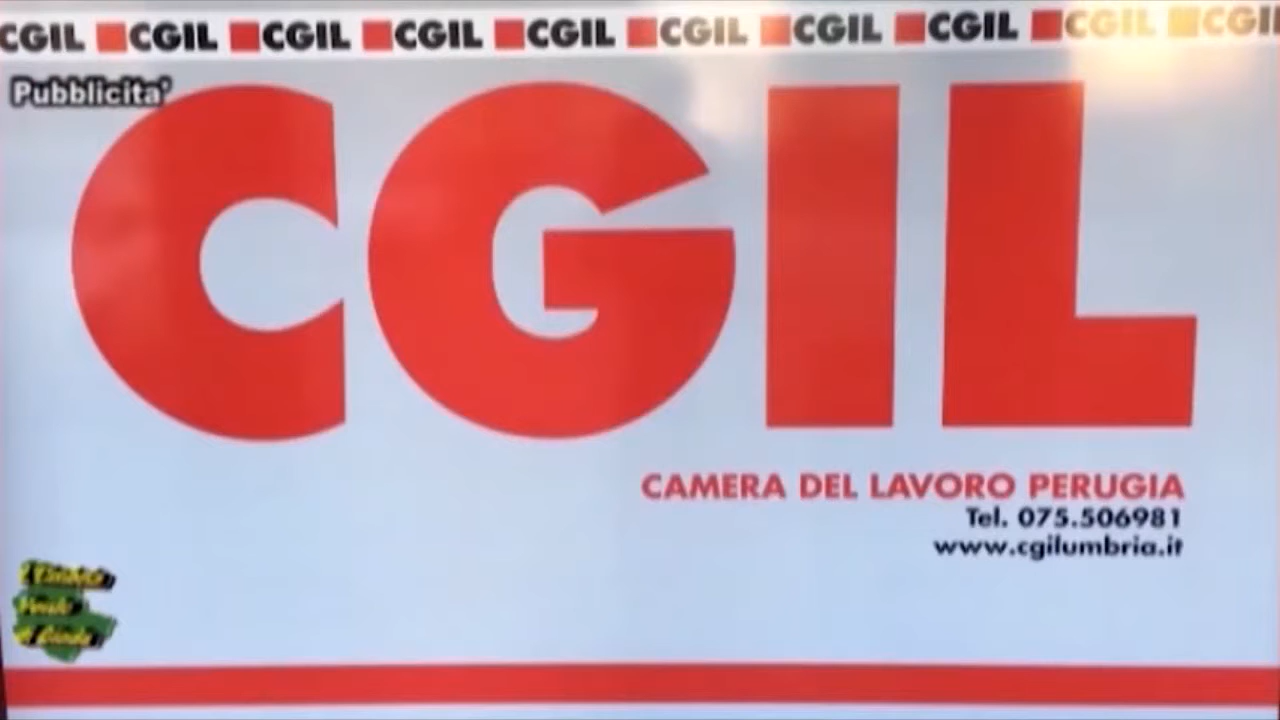 CGIL CGIL CGIL CGIL CGIL CGIL CGIL CGIL CGIL CGIL
Pubblicita'
CGIL
CAMERA DEL LAVORO PERUGIA
Tel. 075.506981
www.cgilumbria.it